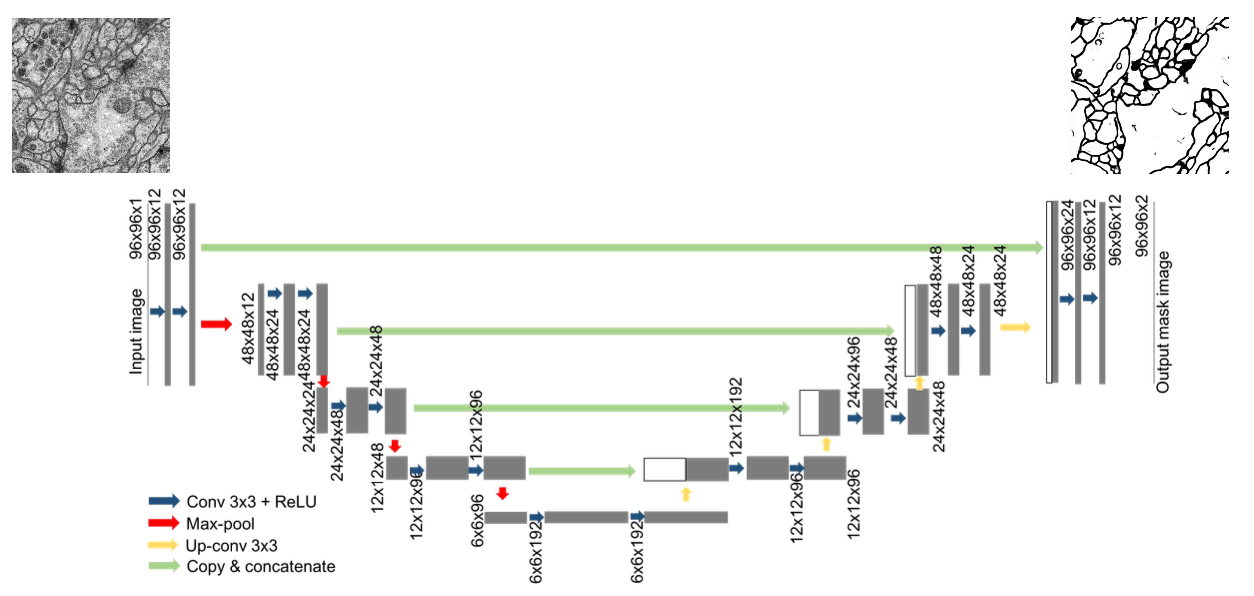 Input image
96x96x1
96x96x12
96x96x12
48x48x12
48x48x24
48x48x24
24x24x24
24x24x48
24x24x48
12x12x48
12x12x96
12x12x96
6x6x96
6x6x192
6x6x192
12x12x192
12x12x96
12x12x96
24x24x96
24x24x48
24x24x48
48x48x48
48x48x24
48x48x24
96x96x24
96x96x12
96x96x12
96x96x2
Output mask image
Conv 3x3 + ReLU
Max-pool
Up-conv 3x3
Copy & concatenate